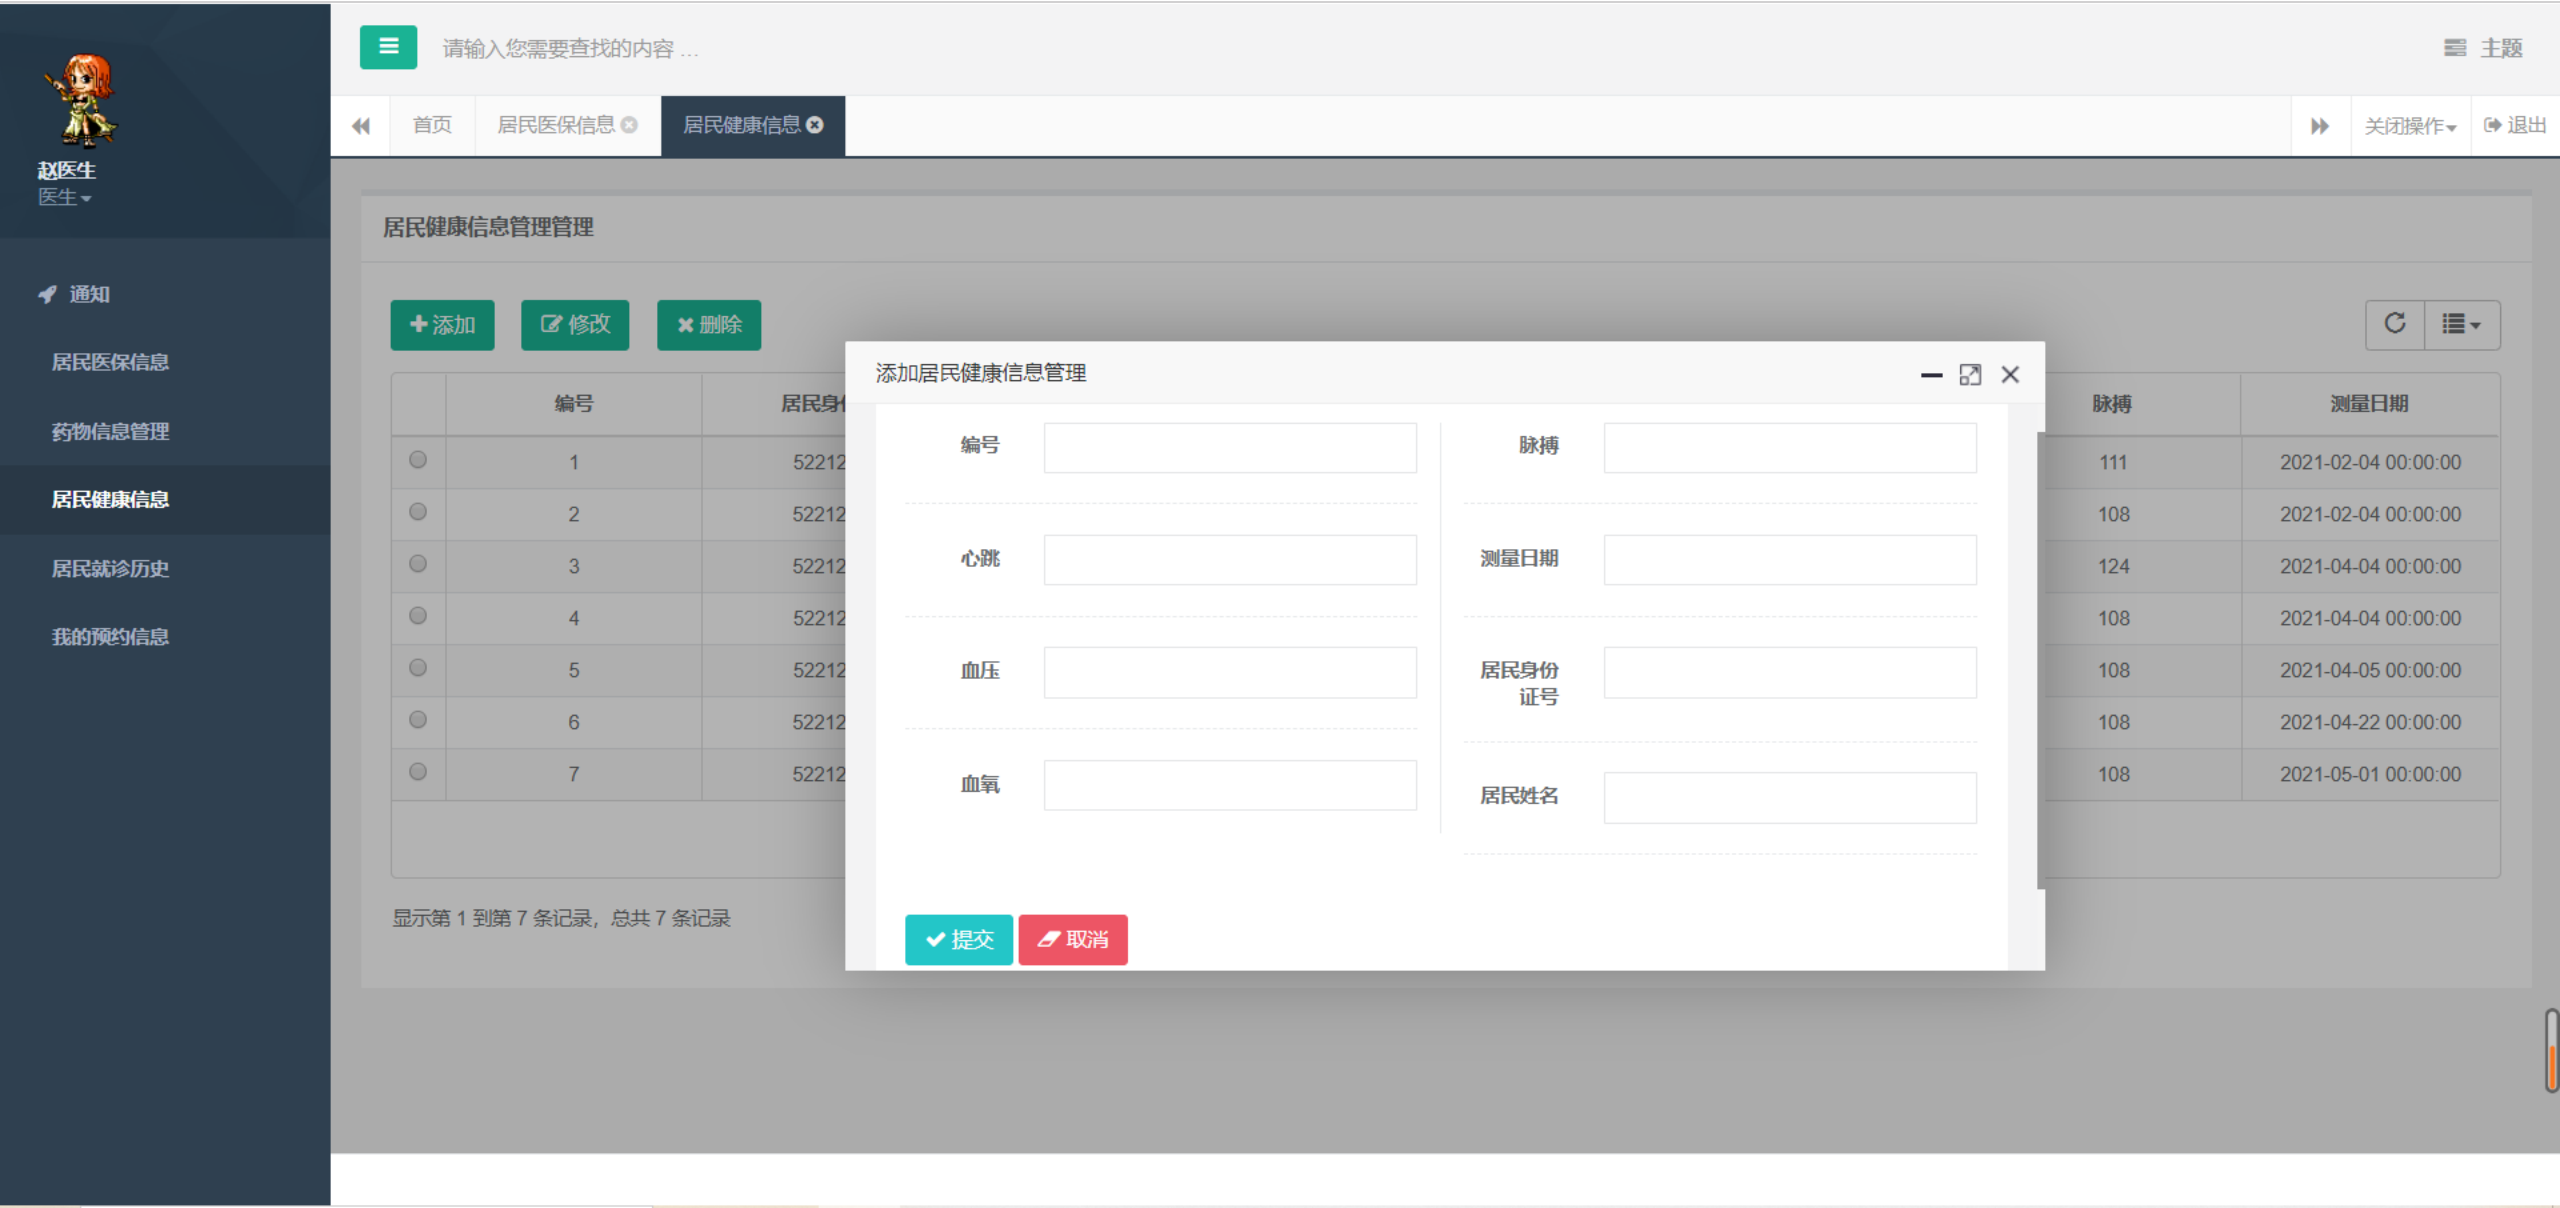 请输入您需要查找的内容 ...
主题
首页
居民医保信息
居民健康信息
关闭操作
退出
赵医生
医生
通知
居民医保信息
药物信息管理
居民健康信息
居民就诊历史
我的预约信息
居民健康信息管理管理
添加 修改 删除
编号 居民身 脉搏 测量日期
1 52212 111 2021-02-04 00:00:00
2 52212 108 2021-02-04 00:00:00
3 52212 124 2021-04-04 00:00:00
4 52212 108 2021-04-04 00:00:00
5 52212 108 2021-04-05 00:00:00
6 52212 108 2021-04-22 00:00:00
7 52212 108 2021-05-01 00:00:00
显示第 1 到第 7 条记录，总共 7 条记录
添加居民健康信息管理
编号 脉搏
心跳 测量日期
血压 居民身份
证号
血氧 居民姓名
提交 取消